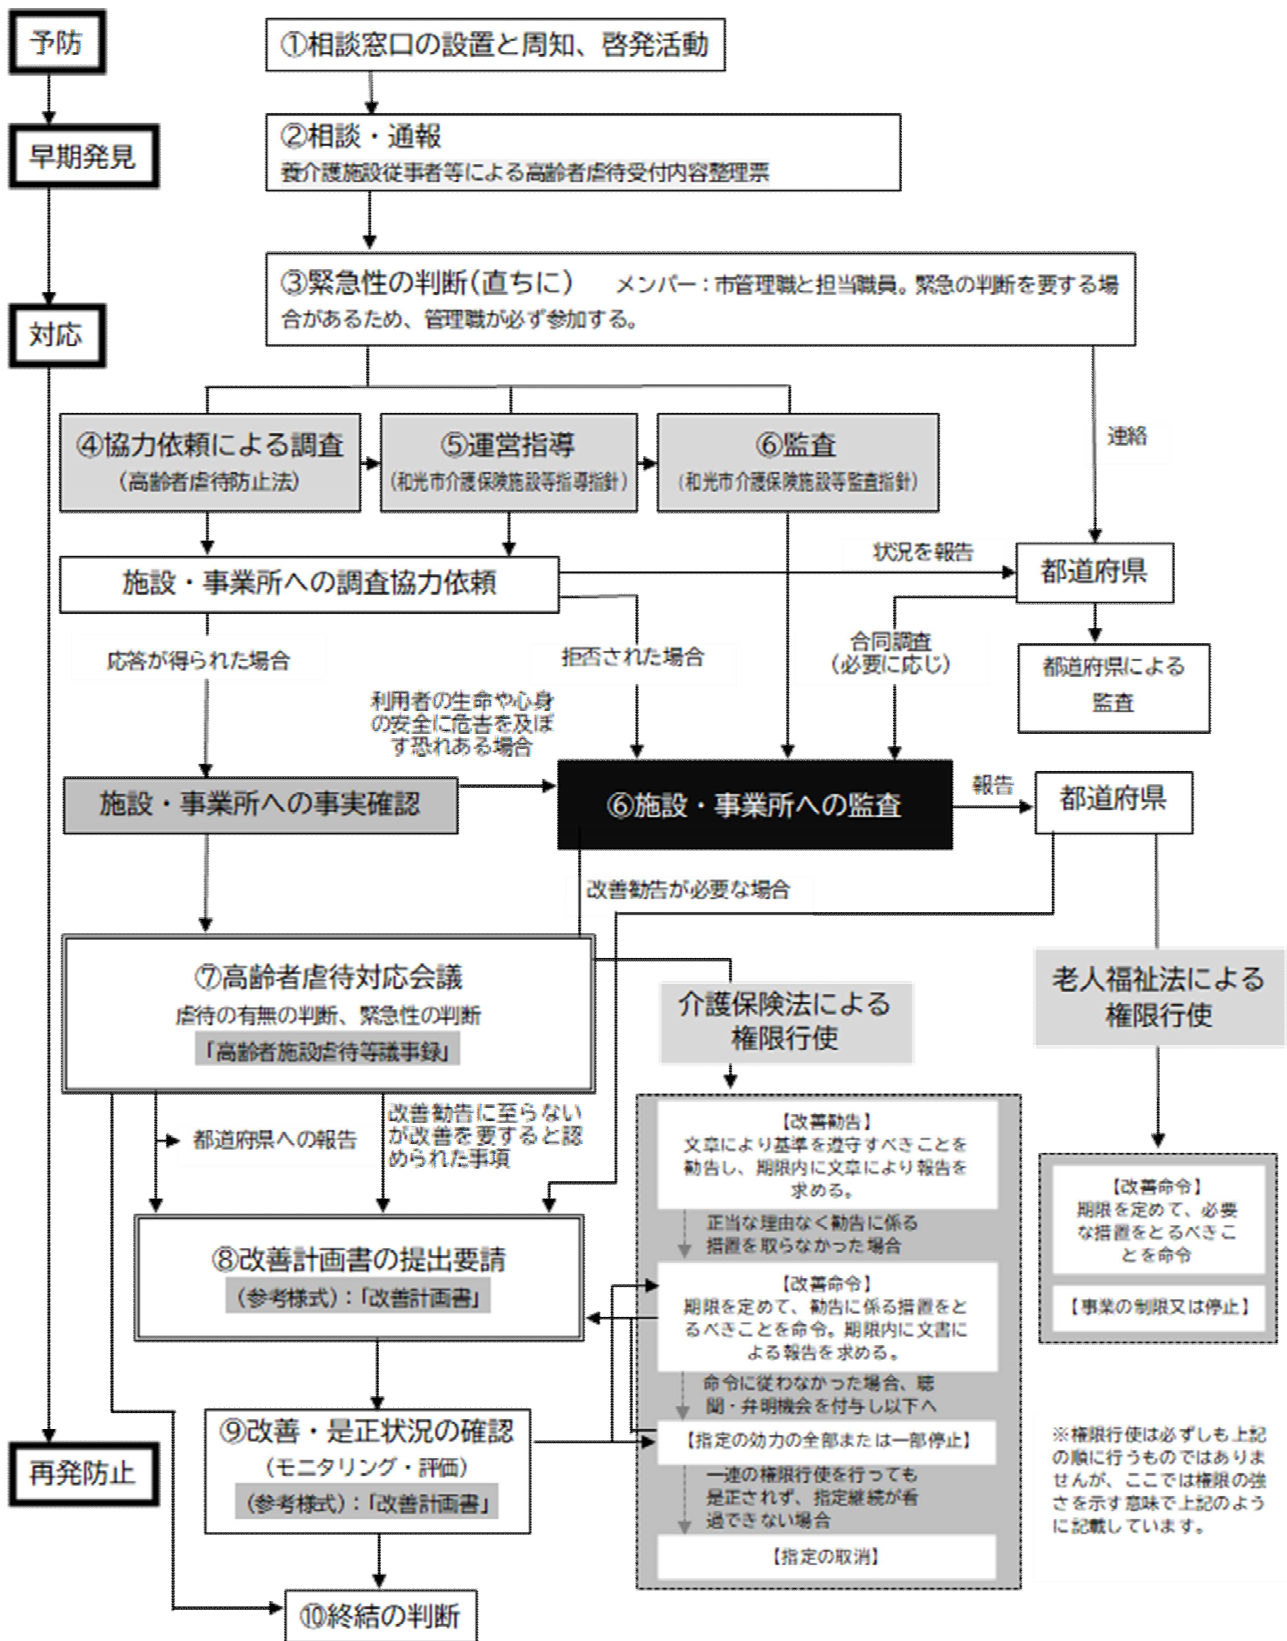 予防
①相談窓口の設置と周知、啓発活動
早期発見
②相談・通報
養介護施設従事者等による高齢者虐待受付内容整理票
③緊急性の判断(直ちに)　メンバー：市管理職と担当職員。緊急の判断を要する場
合があるため、管理職が必ず参加する。
対応
④協力依頼による調査
(高齢者虐待防止法)
⑤運営指導
(和光市介護保険施設等指導指針)
⑥監査
(和光市介護保険施設等監査指針)
連絡
施設・事業所への調査協力依頼
状況を報告
都道府県
応答が得られた場合
拒否された場合
合同調査
(必要に応じ)
都道府県による
監査
利用者の生命や心身
の安全に危害を及ぼ
す恐れある場合
施設・事業所への事実確認
⑥施設・事業所への監査
報告
都道府県
改善勧告が必要な場合
⑦高齢者虐待対応会議
虐待の有無の判断、緊急性の判断
「高齢者施設虐待等議事録」
介護保険法による
権限行使
老人福祉法による
権限行使
都道府県への報告
改善勧告に至らない
が改善を要すると認
められた事項
【改善勧告】
文章により基準を遵守すべきことを
勧告し、期限内に文章により報告を
求める。
正当な理由なく勧告に係る
措置を取らなかった場合
【改善命令】
期限を定めて、必要
な措置をとるべきこ
とを命令
【事業の制限又は停止】
⑧改善計画書の提出要請
(参考様式)：「改善計画書」
【改善命令】
期限を定めて、勧告に係る措置をと
るべきことを命令。期限内に文書に
よる報告を求める。
命令に従わなかった場合、聴
聞・弁明機会を付与し以下へ
⑨改善・是正状況の確認
(モニタリング・評価)
(参考様式)：「改善計画書」
【指定の効力の全部または一部停止】
一連の権限行使を行っても
是正されず、指定継続が看
過できない場合
【指定の取消】
再発防止
※権限行使は必ずしも上記
の順に行うものではありま
せんが、ここでは権限の強
さを示す意味で上記のよう
に記載しています。
⑩終結の判断